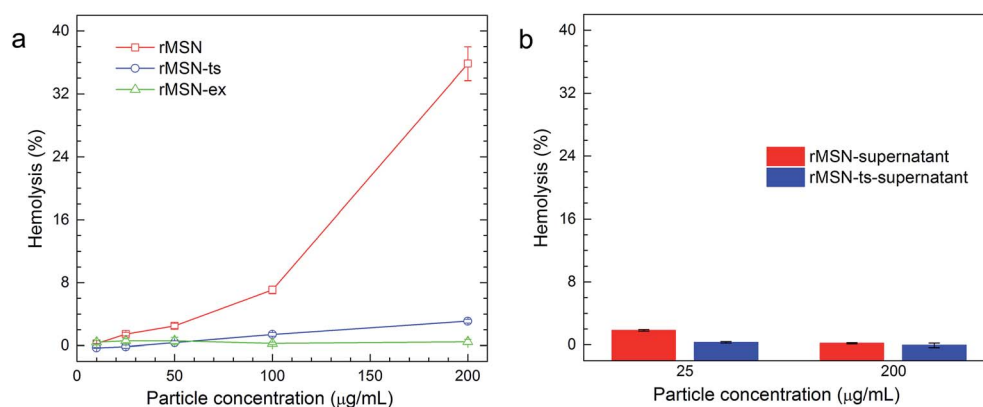 a
40
32
24
16
8
0
Hemolysis (%)
rMSN
rMSN-ts
rMSN-ex
0 50 100 150 200
Particle concentration (μg/mL)
b
40
32
24
16
8
0
Hemolysis (%)
rMSN-supernatant
rMSN-ts-supernatant
25 200
Particle concentration (μg/mL)